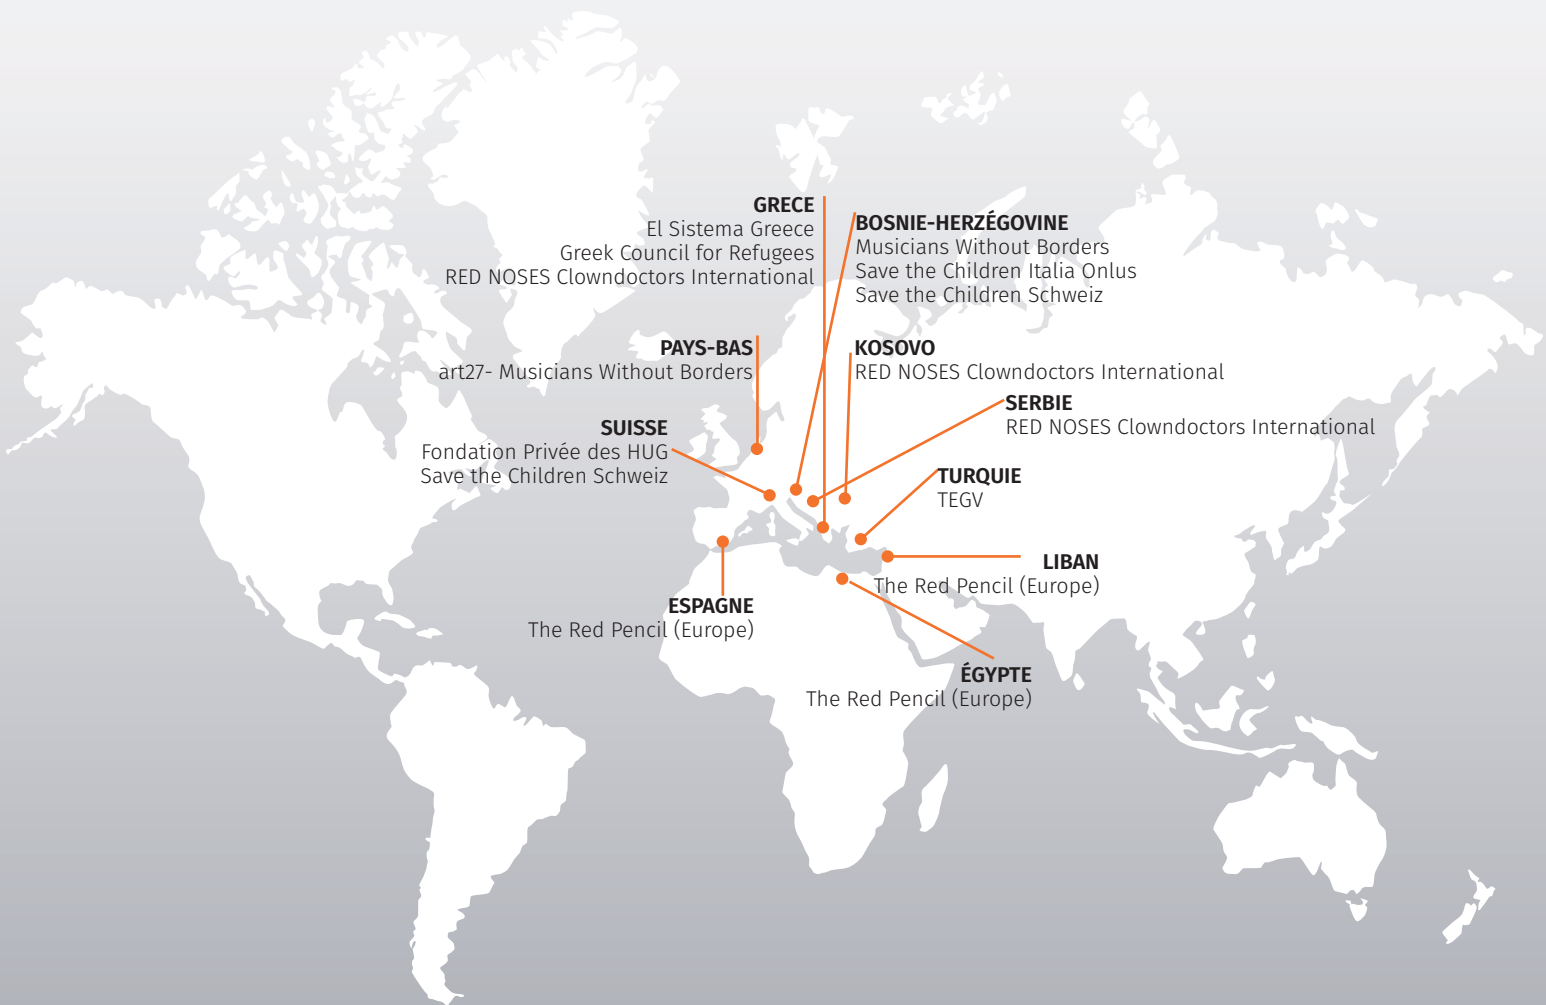 GRECE
El Sistema Greece
Greek Council for Refugees
RED NOSES Clowndoctors International
BOSNIE-HERZÉGOVINE
Musicians Without Borders
Save the Children Italia Onlus
Save the Children Schweiz
PAYS-BAS
art27- Musicians Without Borders
KOSOVO
RED NOSES Clowndoctors International
SERBIE
RED NOSES Clowndoctors International
SUISSE
Fondation Privée des HUG
Save the Children Schweiz
TURQUIE
TEGV
LIBAN
The Red Pencil (Europe)
ESPAGNE
The Red Pencil (Europe)
ÉGYPTE
The Red Pencil (Europe)